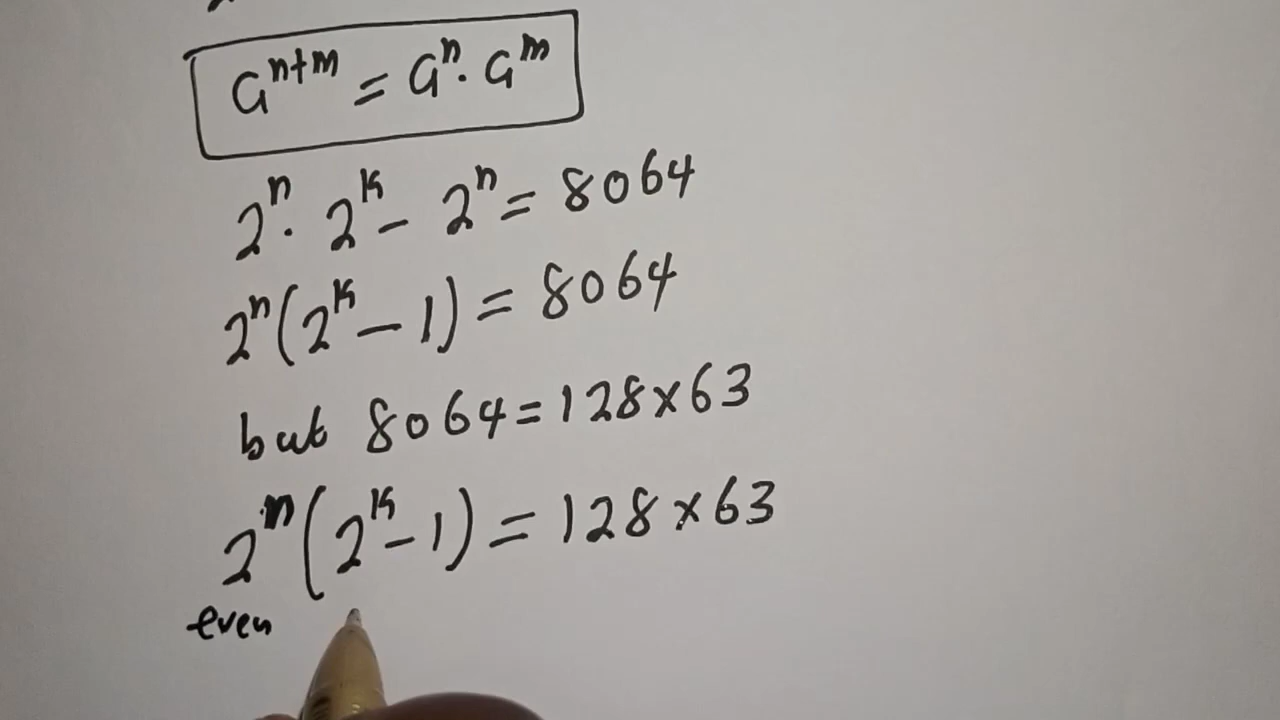 a^{n+m} = a^n · a^m
2^n · 2^k - 2^n = 8064
2^n (2^k - 1) = 8064
but 8064 = 128 × 63
2^n (2^k - 1) = 128 × 63
even